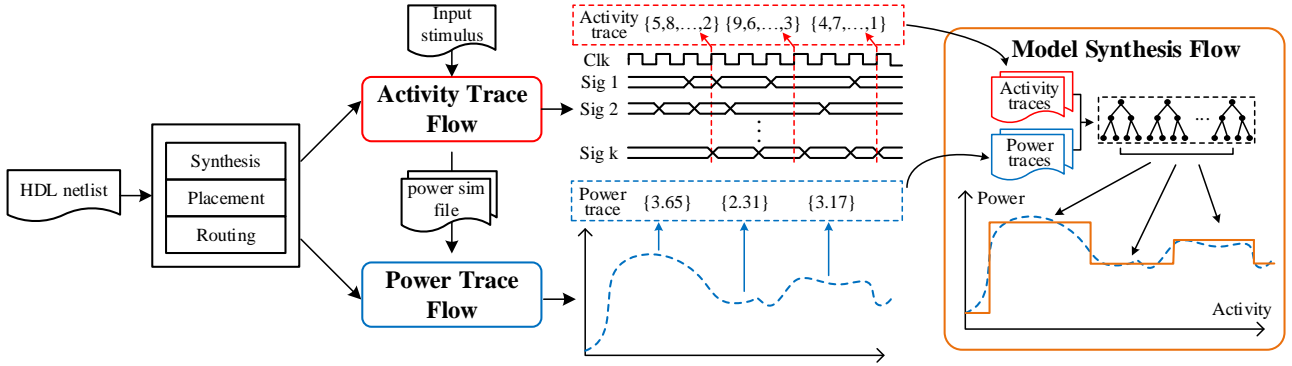 HDL netlist
Synthesis
Placement
Routing
Input
stimulus
Activity Trace
Flow
power sim
file
Power Trace
Flow
Activity
trace
{5,8,…,2} {9,6,…,3} {4,7,…,1}
Clk
Sig 1
Sig 2
Sig k
Power
trace
{3.65} {2.31} {3.17}
Model Synthesis Flow
Activity
traces
Power
traces
...
Power
Activity